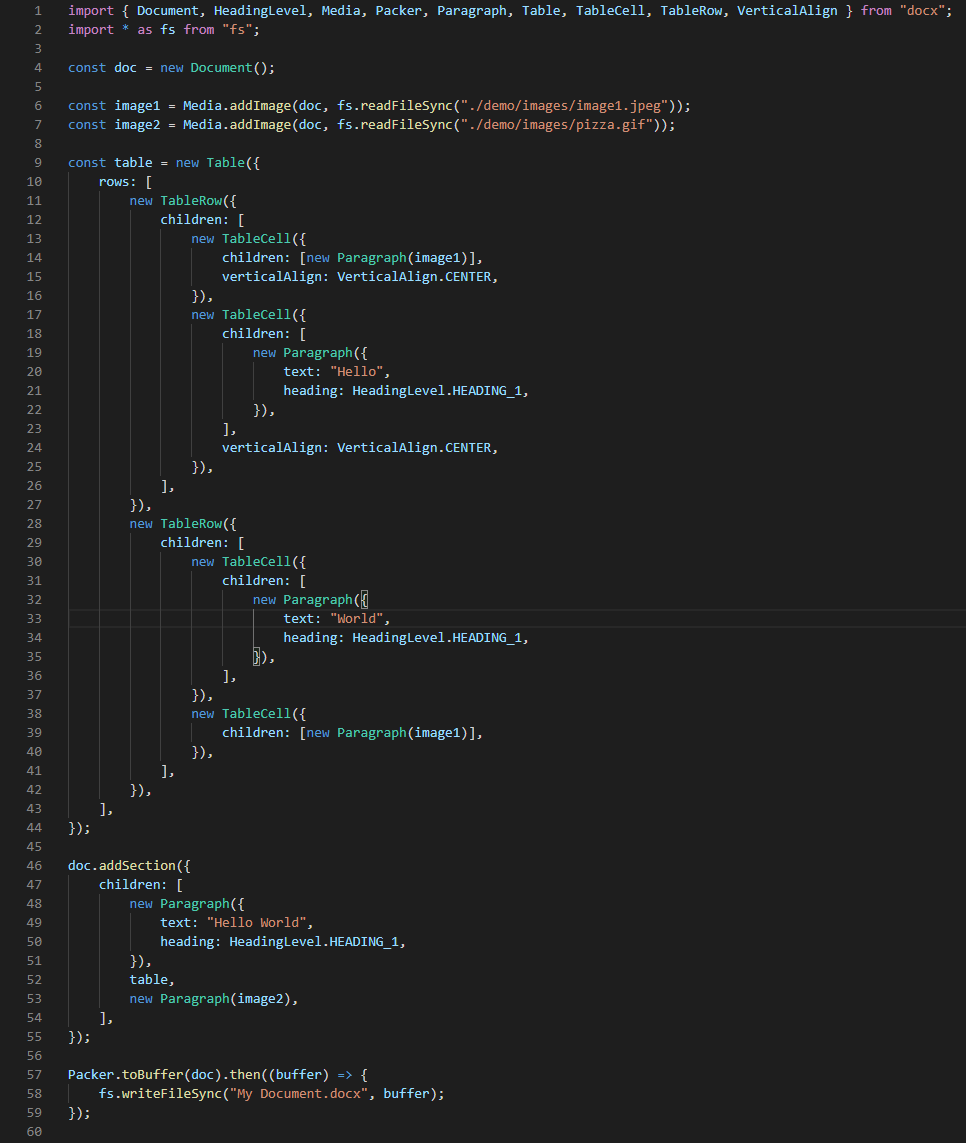 1 import { Document, HeadingLevel, Media, Packer, Paragraph, Table, TableCell, TableRow, VerticalAlign } from "docx";
2 import * as fs from "fs";
3
4 const doc = new Document();
5
6 const image1 = Media.addImage(doc, fs.readFileSync("./demo/images/image1.jpeg"));
7 const image2 = Media.addImage(doc, fs.readFileSync("./demo/images/pizza.gif"));
8
9 const table = new Table({
10     rows: [
11         new TableRow({
12             children: [
13                 new TableCell({
14                     children: [new Paragraph(image1)],
15                     verticalAlign: VerticalAlign.CENTER,
16                 }),
17                 new TableCell({
18                     children: [
19                         new Paragraph({
20                             text: "Hello",
21                             heading: HeadingLevel.HEADING_1,
22                         }),
23                     ],
24                     verticalAlign: VerticalAlign.CENTER,
25                 }),
26             ],
27         }),
28         new TableRow({
29             children: [
30                 new TableCell({
31                     children: [
32                         new Paragraph({
33                             text: "World",
34                             heading: HeadingLevel.HEADING_1,
35                         }),
36                     ],
37                 }),
38                 new TableCell({
39                     children: [new Paragraph(image1)],
40                 }),
41             ],
42         }),
43     ],
44 });
45
46 doc.addSection({
47     children: [
48         new Paragraph({
49             text: "Hello World",
50             heading: HeadingLevel.HEADING_1,
51         }),
52         table,
53         new Paragraph(image2),
54     ],
55 });
56
57 Packer.toBuffer(doc).then((buffer) => {
58     fs.writeFileSync("My Document.docx", buffer);
59 });
60